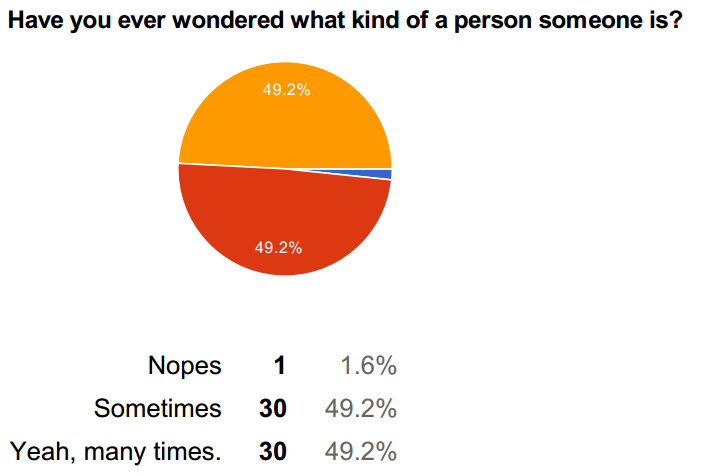 Have you ever wondered what kind of a person someone is?
49.2%
49.2%
Nopes 1 1.6%
Sometimes 30 49.2%
Yeah, many times. 30 49.2%